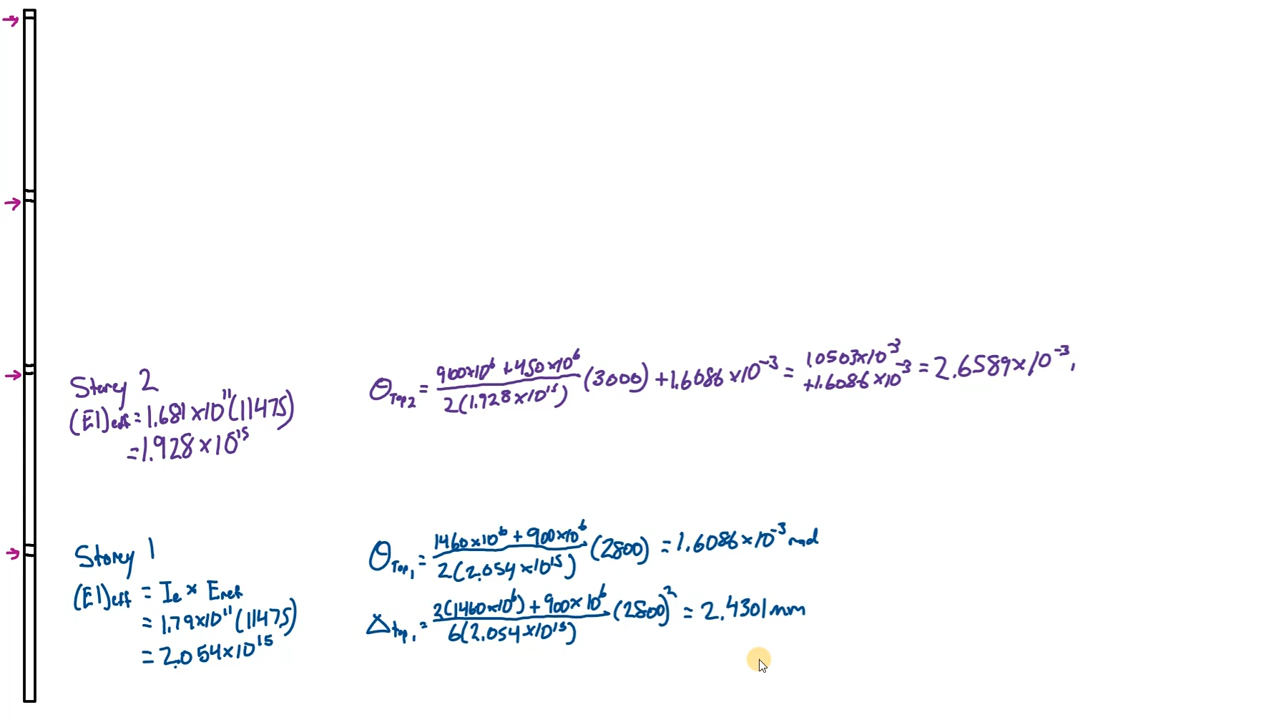 Storey 2
(EI)eff = 1.681×10¹¹(11475)
= 1.928×10¹⁵
θTop2 = (900×10⁶ + 450×10⁶) / 2(1.928×10¹⁵) (3000) + 1.6086×10⁻³ = 1.0503×10⁻³ + 1.6086×10⁻³ = 2.6589×10⁻³,
Storey 1
(EI)eff = Ie × Eref
= 1.79×10¹¹(11475)
= 2.054×10¹⁵
θTop1 = (1460×10⁶ + 900×10⁶) / 2(2.054×10¹⁵) (2800) = 1.6086×10⁻³ rad
Δtop1 = (2(1460×10⁶) + 900×10⁶) / 6(2.054×10¹⁵) (2800)² = 2.4301 mm